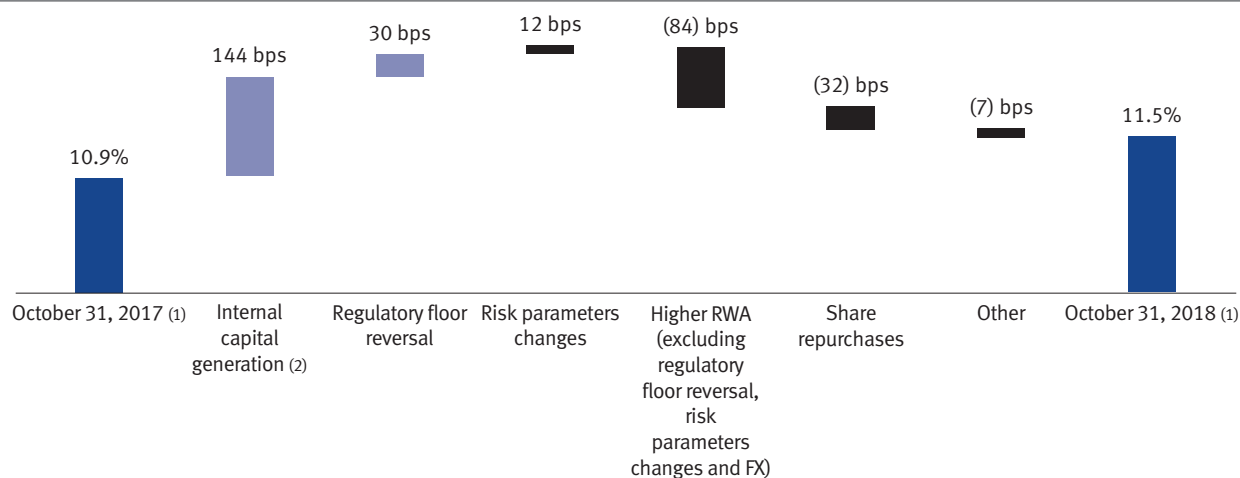 144 bps
30 bps
12 bps
(84) bps
(32) bps
(7) bps
10.9%
11.5%
October 31, 2017 (1)
Internal
capital
generation (2)
Regulatory floor
reversal
Risk parameters
changes
Higher RWA
(excluding
regulatory
floor reversal,
risk
parameters
changes and FX)
Share
repurchases
Other
October 31, 2018 (1)